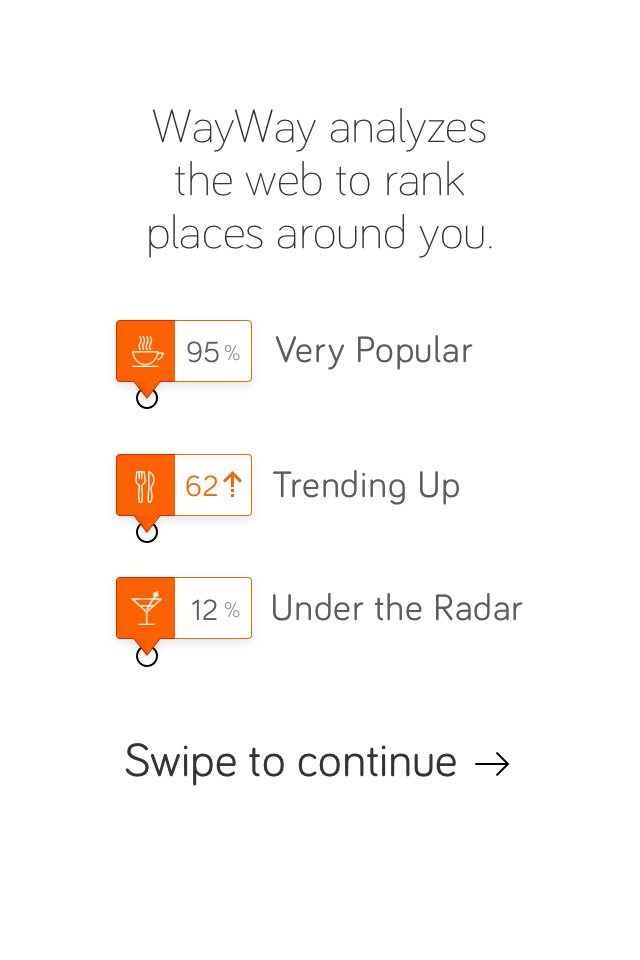 WayWay analyzes
the web to rank
places around you.
95 % Very Popular
62 Trending Up
12 % Under the Radar
Swipe to continue →